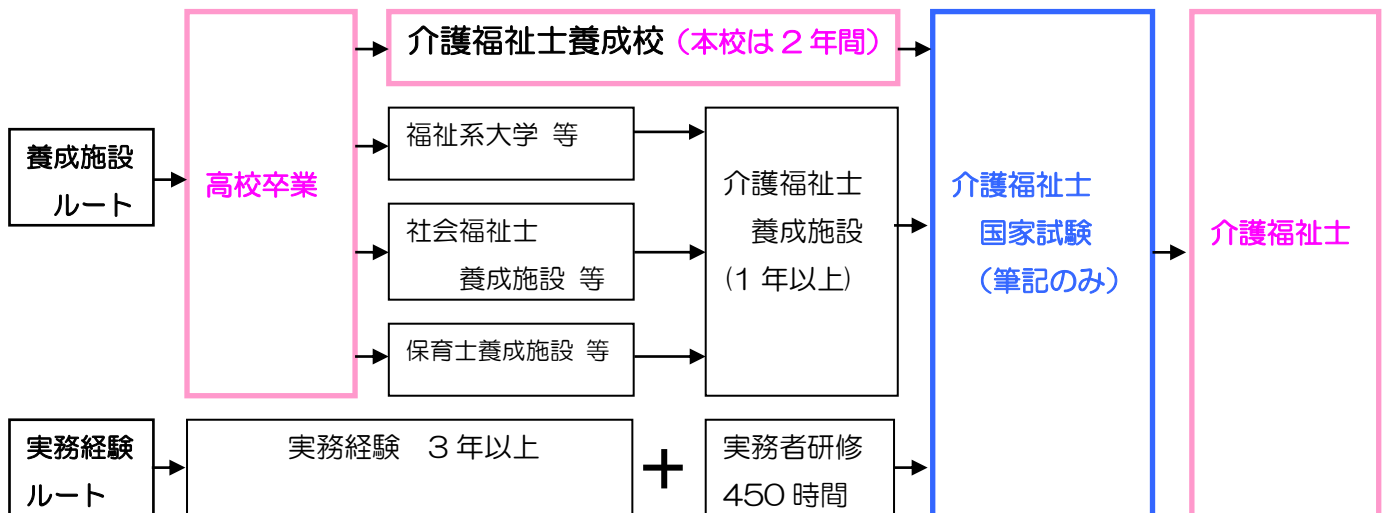 介護福祉士養成校（本校は２年間）
養成施設
ルート
高校卒業
福祉系大学 等
社会福祉士
養成施設 等
保育士養成施設 等
介護福祉士
養成施設
(1 年以上)
介護福祉士
国家試験
（筆記のみ）
介護福祉士
実務経験
ルート
実務経験　３年以上
＋
実務者研修
450 時間